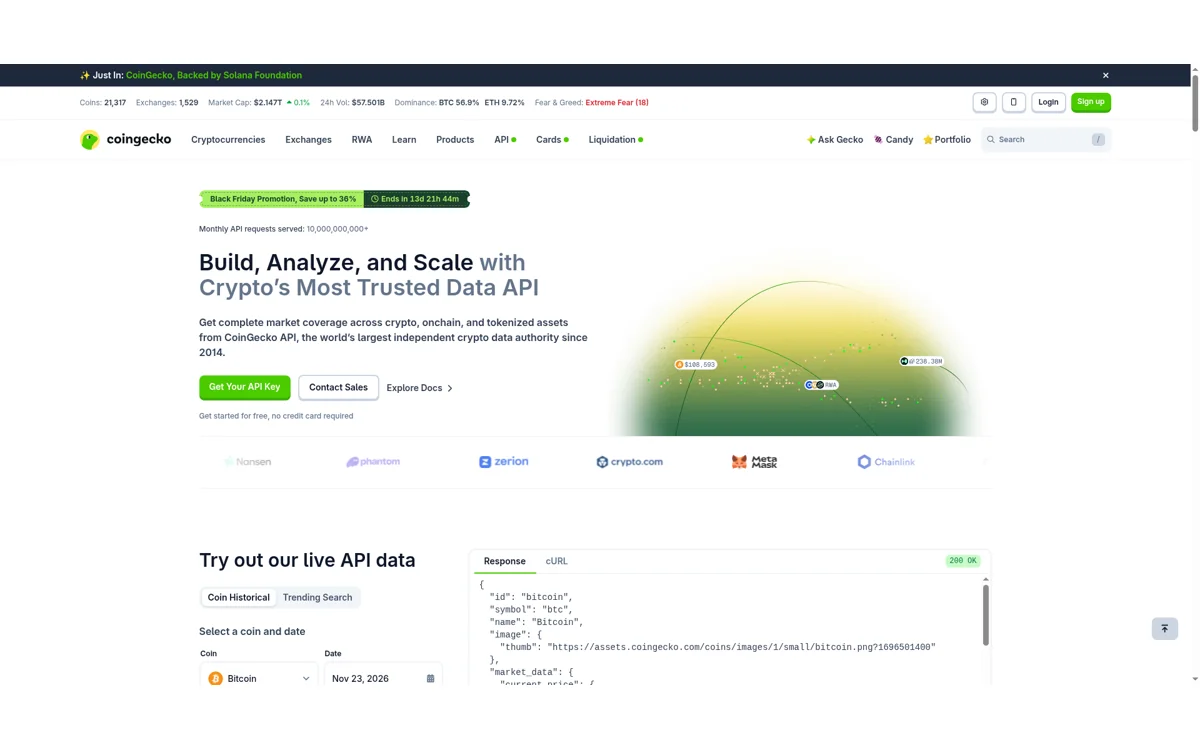 ✨ Just In: CoinGecko, Backed by Solana Foundation
Coins: 21,317 Exchanges: 1,529 Market Cap: $2.147T 0.1% 24h Vol: $57.501B Dominance: BTC 56.9% ETH 9.72% Fear & Greed: Extreme Fear (18)
Login
Sign up
coingecko
Cryptocurrencies
Exchanges
RWA
Learn
Products
API
Cards
Liquidation
Ask Gecko
Candy
Portfolio
Search
/
Black Friday Promotion, Save up to 36%
Ends in 13d 21h 44m
Monthly API requests served: 10,000,000,000+
Build, Analyze, and Scale with
Crypto’s Most Trusted Data API
Get complete market coverage across crypto, onchain, and tokenized assets
from CoinGecko API, the world’s largest independent crypto data authority since
2014.
Get Your API Key
Contact Sales
Explore Docs
Get started for free, no credit card required
$108,593
238.38M
RWA
Nansen
phantom
zerion
crypto.com
META
MASK
Chainlink
Try out our live API data
Coin Historical
Trending Search
Select a coin and date
Coin
Date
Bitcoin
Nov 23, 2026
Response
cURL
200 OK
{
"id": "bitcoin",
"symbol": "btc",
"name": "Bitcoin",
"image": {
"thumb": "https://assets.coingecko.com/coins/images/1/small/bitcoin.png?1696501400"
},
"market_data": {
"current_price": {